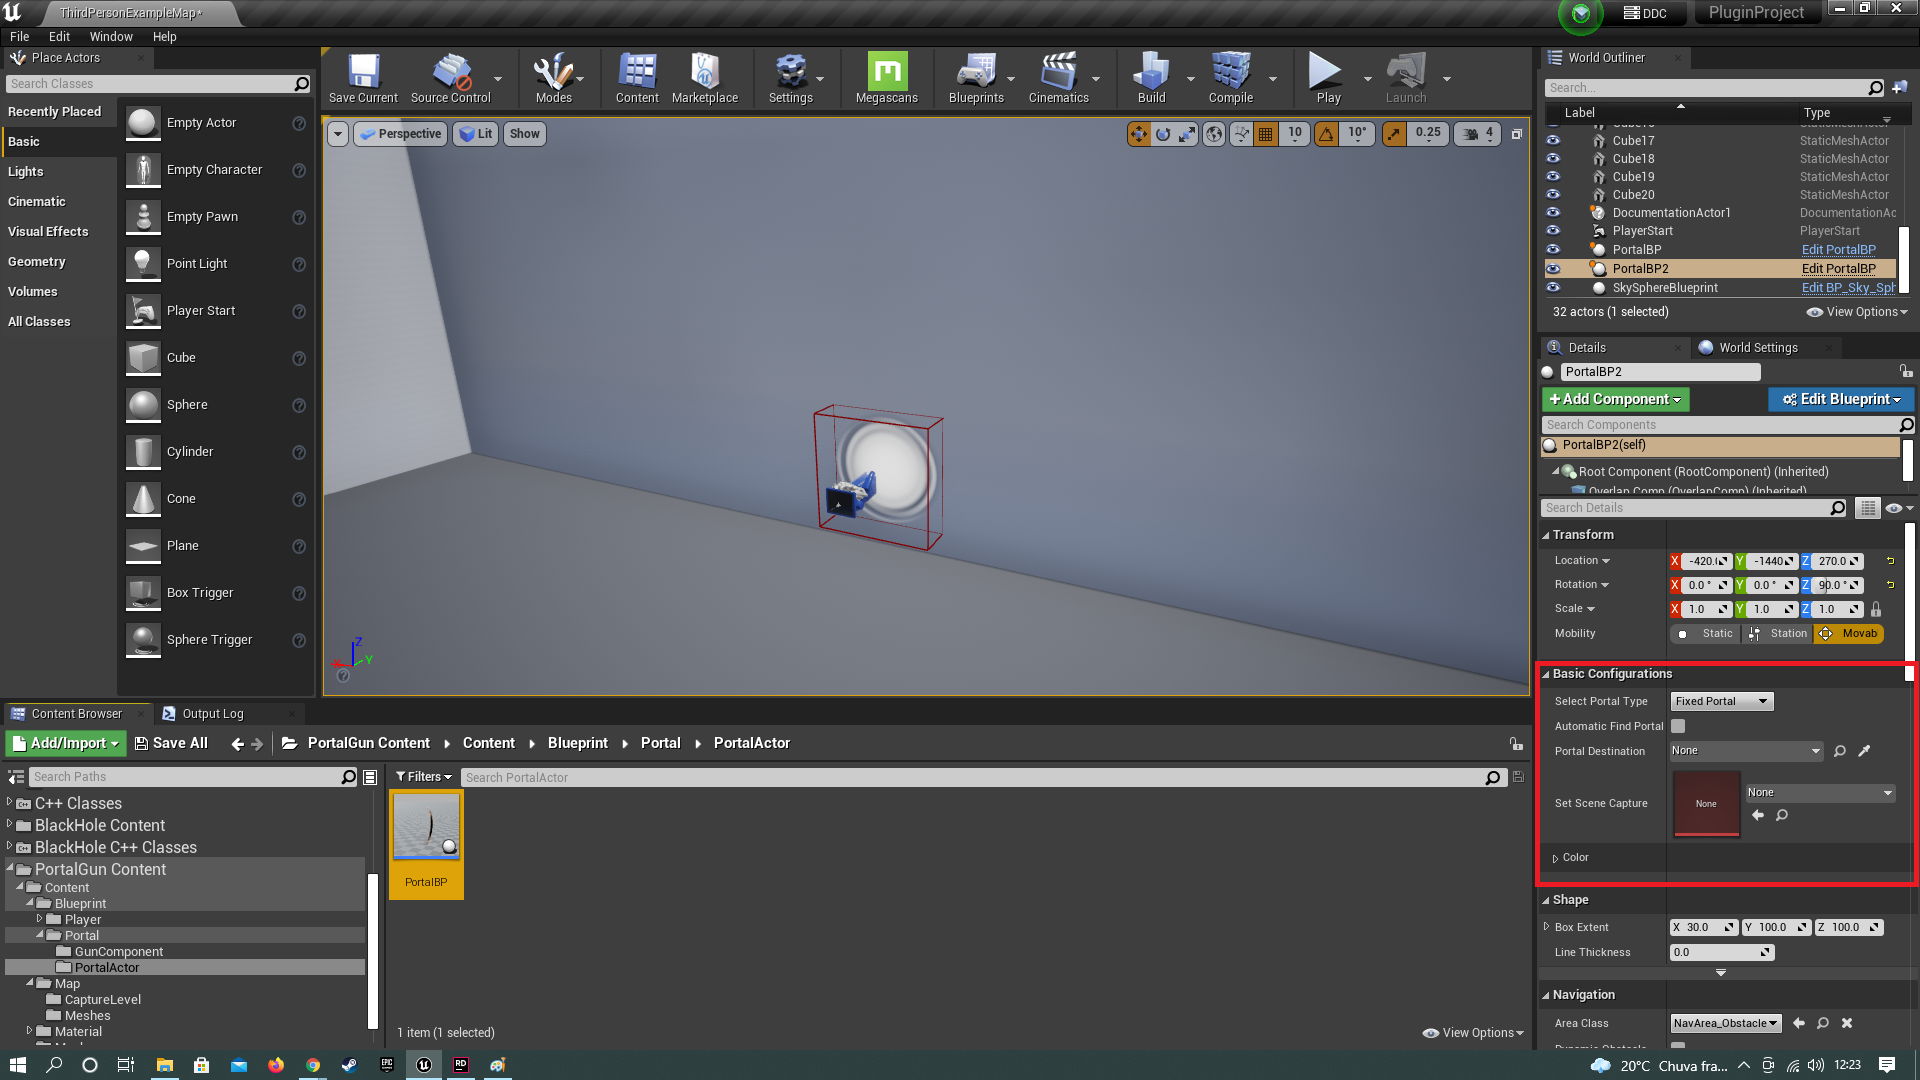 ThirdPersonExampleMap*
DDC
PluginProject
File Edit Window Help
Place Actors
Search Classes
Recently Placed
Basic
Lights
Cinematic
Visual Effects
Geometry
Volumes
All Classes
Empty Actor
Empty Character
Empty Pawn
Point Light
Player Start
Cube
Sphere
Cylinder
Cone
Plane
Box Trigger
Sphere Trigger
Save Current
Source Control
Modes
Content
Marketplace
Settings
Megascans
Blueprints
Cinematics
Build
Compile
Play
Launch
Perspective
Lit
Show
10
10°
0.25
4
Z
X
Y
World Outliner
Search...
Label Type
Cube17 StaticMeshActor
Cube18 StaticMeshActor
Cube19 StaticMeshActor
Cube20 StaticMeshActor
DocumentationActor1 DocumentationAc
PlayerStart PlayerStart
PortalBP Edit PortalBP
PortalBP2 Edit PortalBP
SkySphereBlueprint Edit BP_Sky_Sph
32 actors (1 selected) View Options
Details World Settings
PortalBP2
+Add Component Edit Blueprint
Search Components
PortalBP2(self)
Root Component (RootComponent) (Inherited)
Overlap Comp (OverlapComp) (Inherited)
Search Details
Transform
Location X -420. Y -1440 Z 270.0
Rotation X 0.0 ° Y 0.0 ° Z 90.0 °
Scale X 1.0 Y 1.0 Z 1.0
Mobility Static Station Movab
Basic Configurations
Select Portal Type Fixed Portal
Automatic Find Portal
Portal Destination None
Set Scene Capture None None
Color
Shape
Box Extent X 30.0 Y 100.0 Z 100.0
Line Thickness 0.0
Navigation
Area Class NavArea_Obstacle
Content Browser Output Log
Add/Import Save All PortalGun Content Content Blueprint Portal PortalActor
Search Paths
Filters Search PortalActor
C++ Classes
BlackHole Content
BlackHole C++ Classes
PortalGun Content
Content
Blueprint
Player
Portal
GunComponent
PortalActor
Map
CaptureLevel
Meshes
Material
PortalBP
1 item (1 selected) View Options
EPIC GAMES
RD
20°C Chuva fra... 12:23